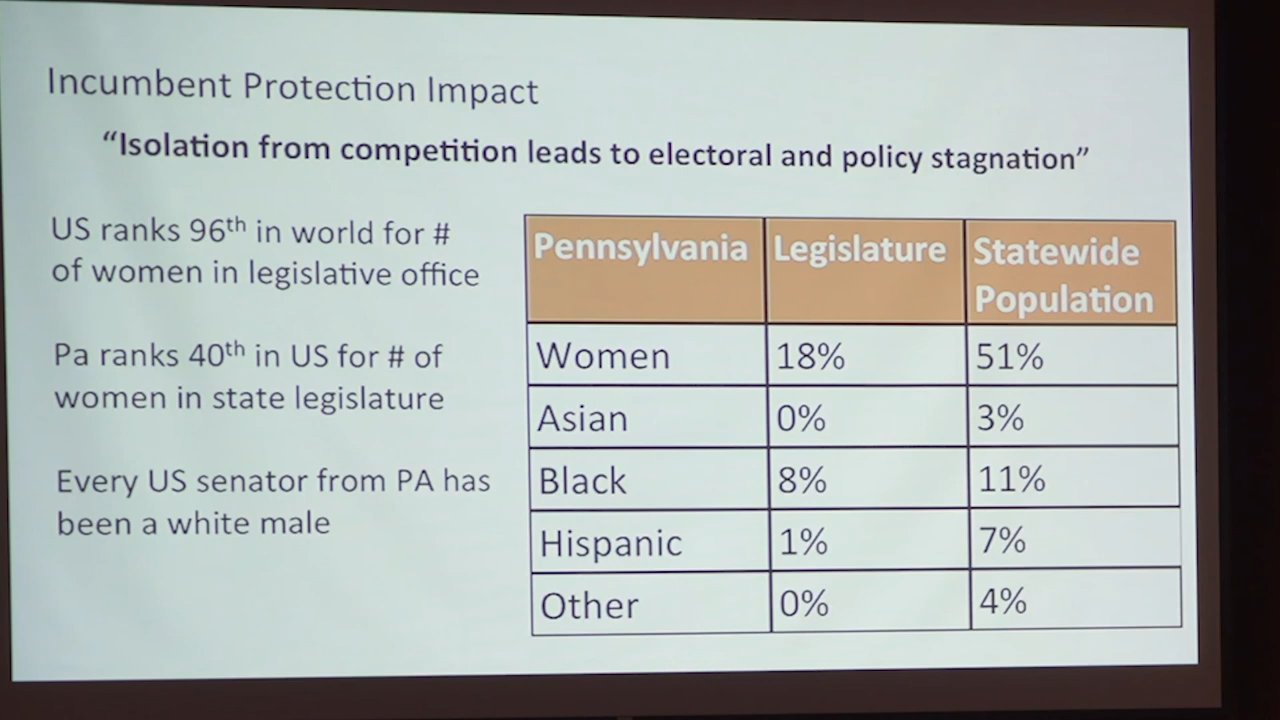 Incumbent Protection Impact
“Isolation from competition leads to electoral and policy stagnation”
US ranks 96th in world for #
of women in legislative office
Pa ranks 40th in US for # of
women in state legislature
Every US senator from PA has
been a white male
Pennsylvania Legislature Statewide
Population
Women 18% 51%
Asian 0% 3%
Black 8% 11%
Hispanic 1% 7%
Other 0% 4%